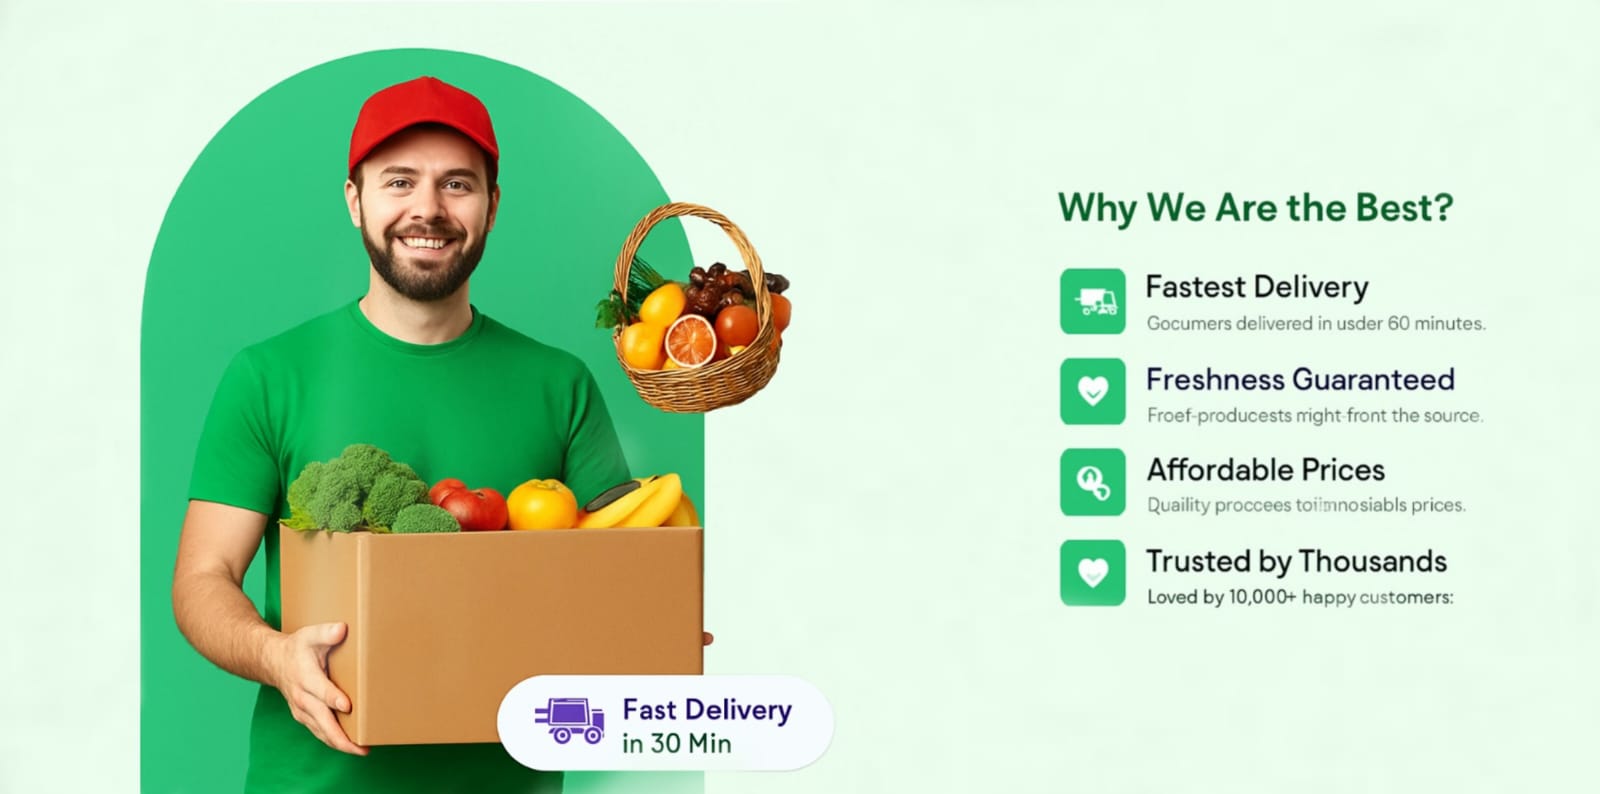 Why We Are the Best?
Fastest Delivery
Gocumers delivered in usder 60 minutes.
Freshness Guaranteed
Froef-producests might-front the source.
Affordable Prices
Quaility proccees toiimnosiabls prices.
Trusted by Thousands
Loved by 10,000+ happy customers:
Fast Delivery
in 30 Min